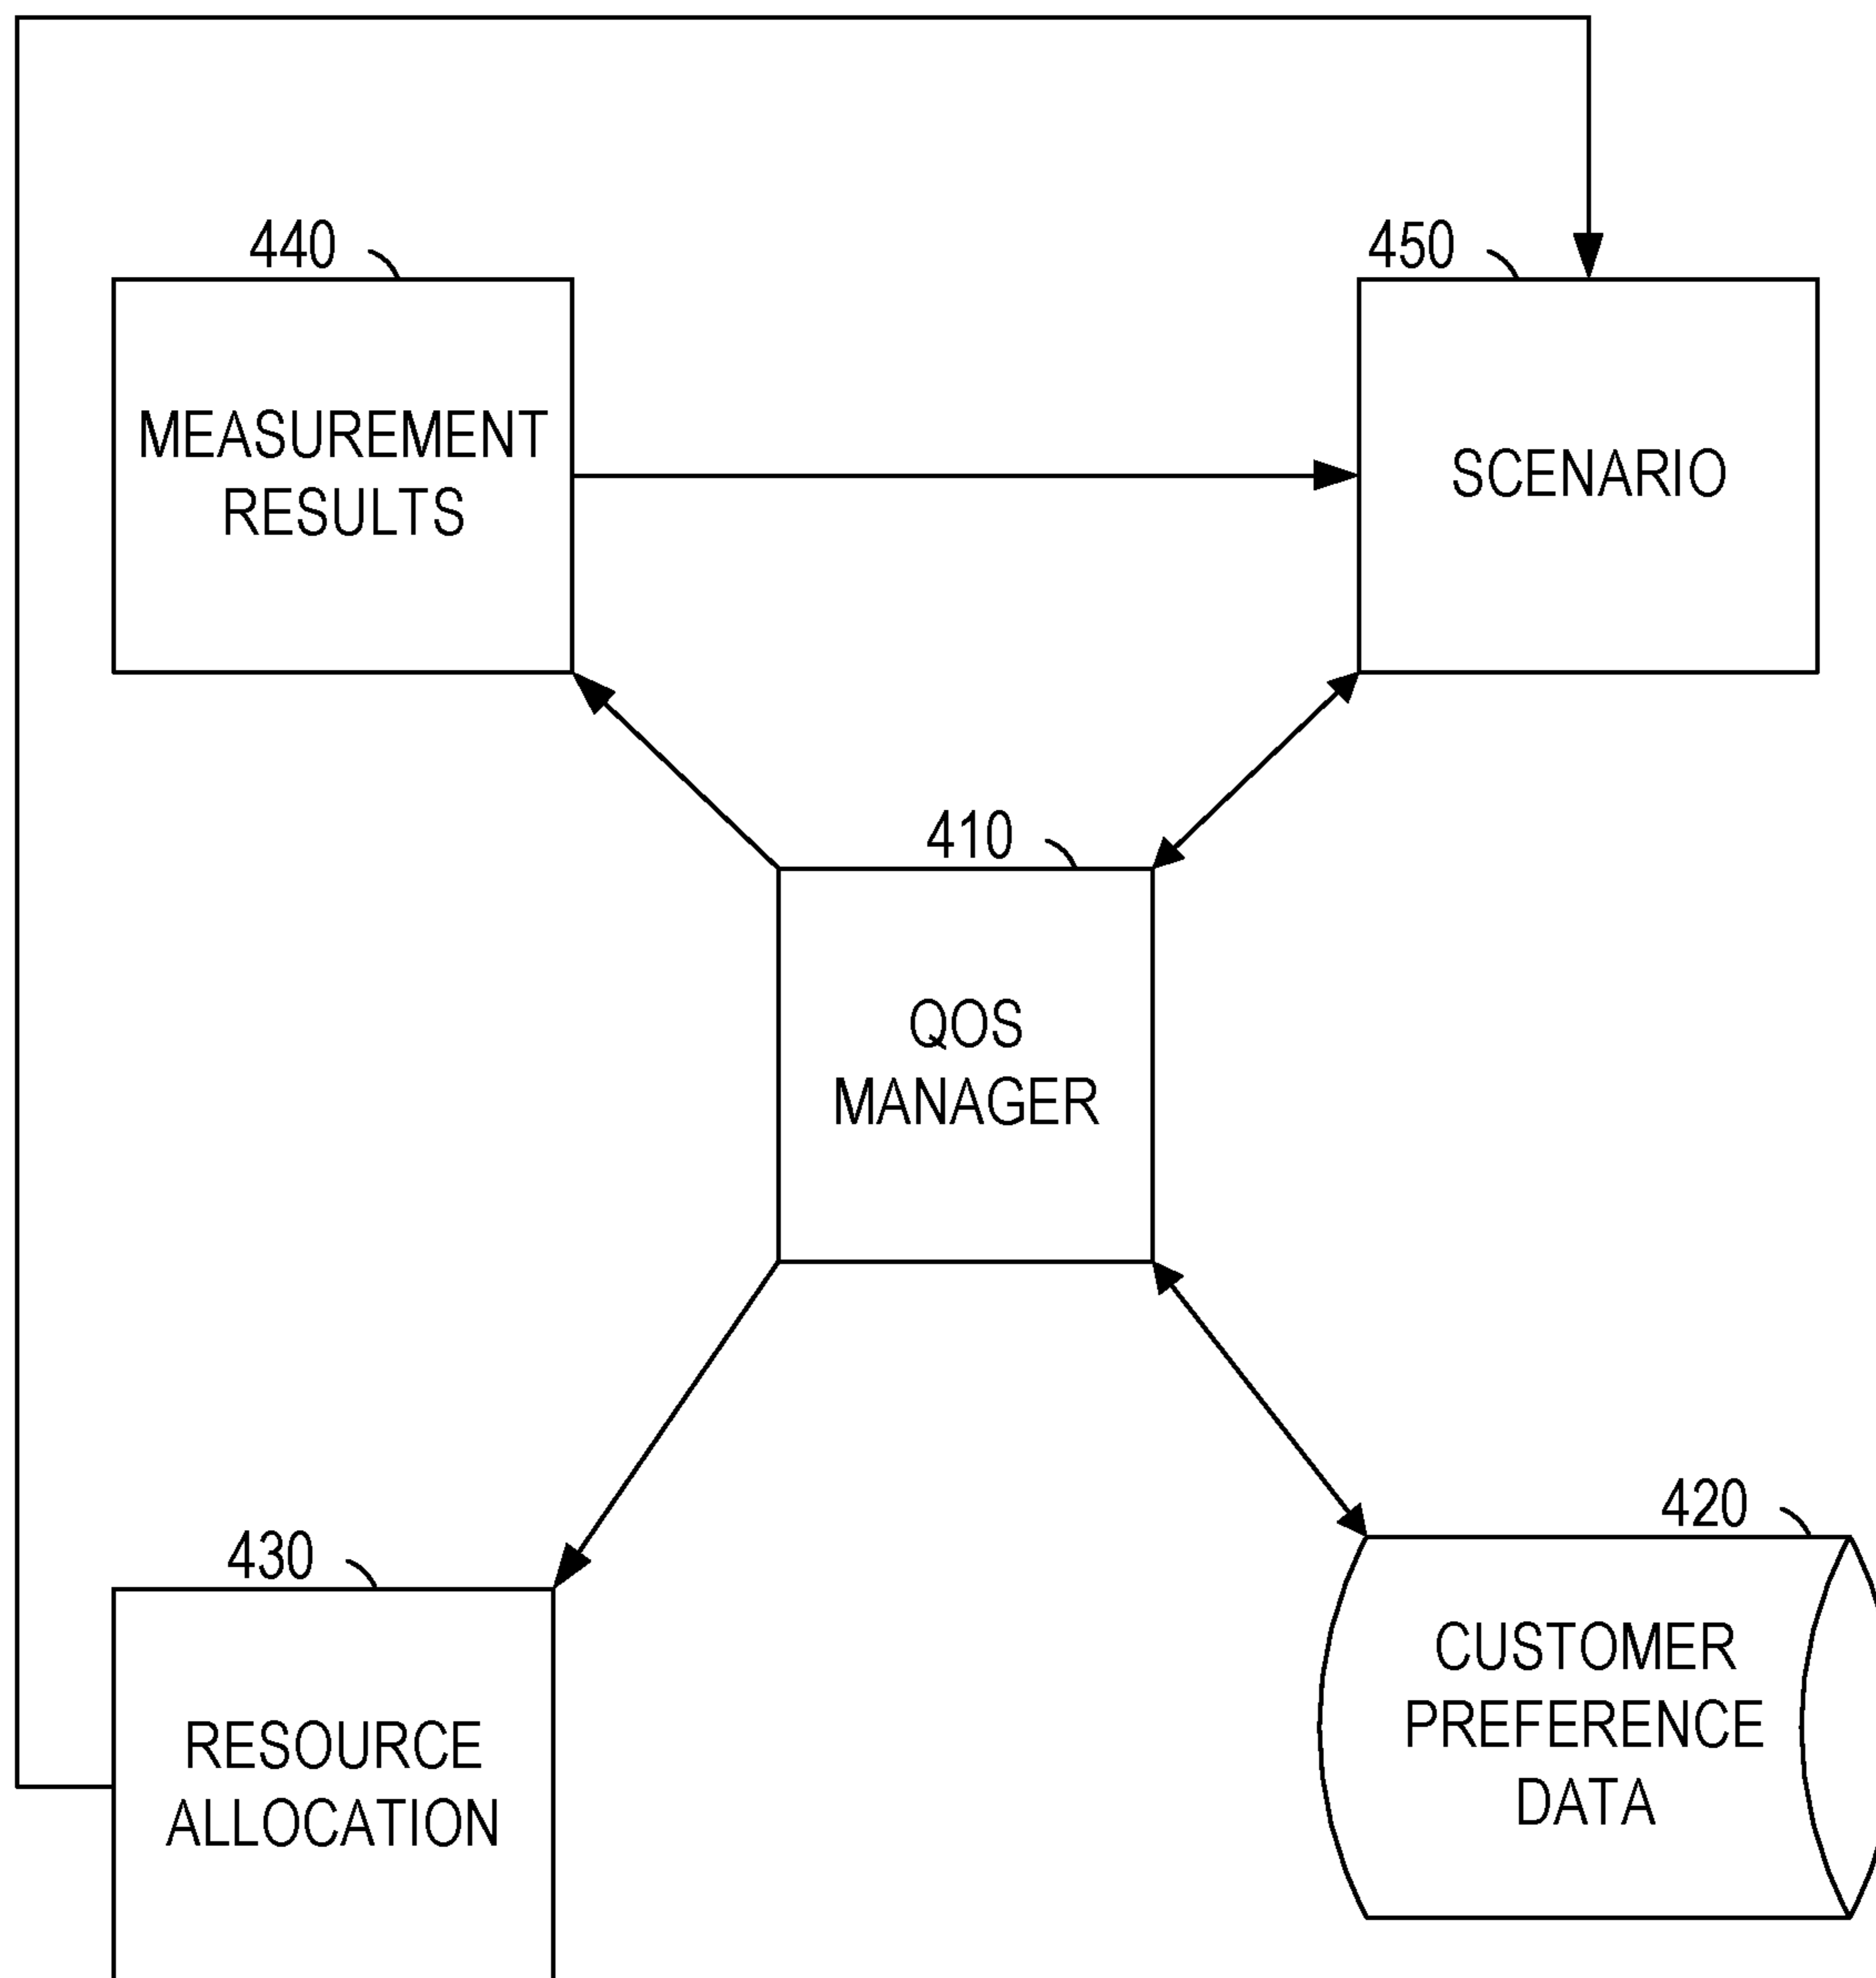 440
450
MEASUREMENT
RESULTS
SCENARIO
410
QOS
MANAGER
430
420
RESOURCE
ALLOCATION
CUSTOMER
PREFERENCE
DATA